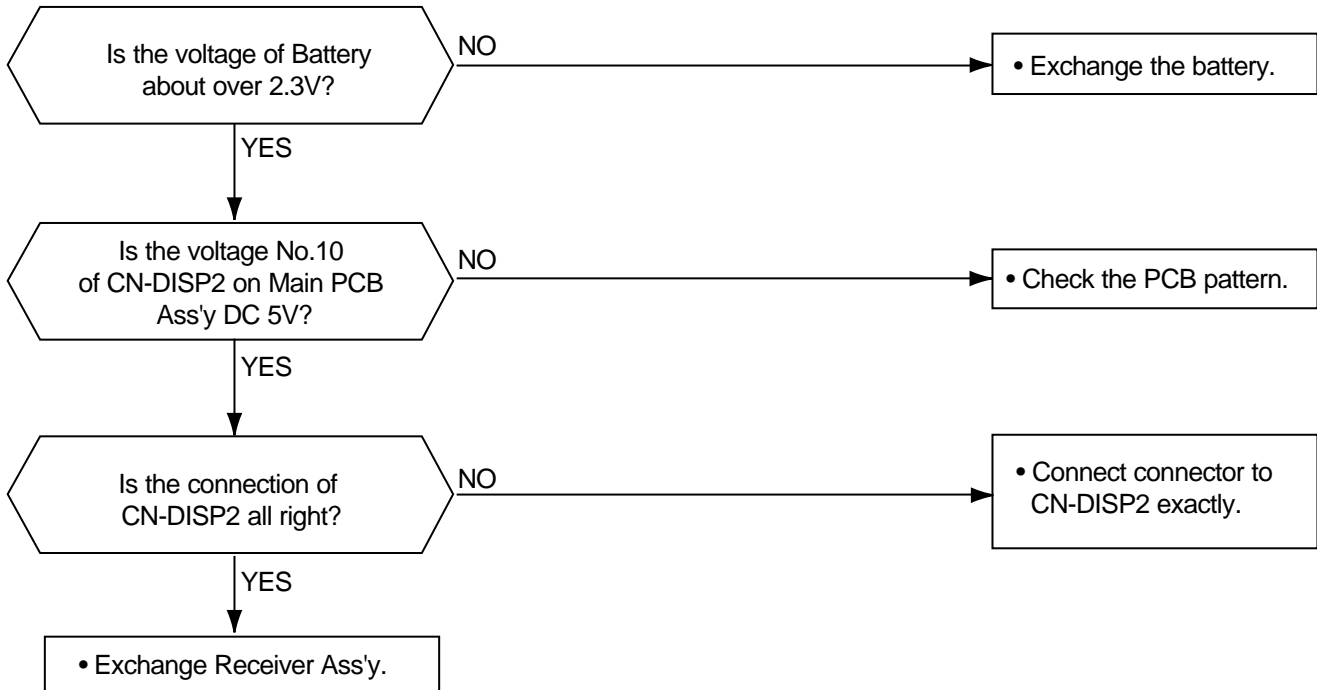 Is the voltage of Battery
about over 2.3V?
NO
• Exchange the battery.
YES
Is the voltage No.10
of CN-DISP2 on Main PCB
Ass'y DC 5V?
NO
• Check the PCB pattern.
YES
Is the connection of
CN-DISP2 all right?
NO
• Connect connector to
CN-DISP2 exactly.
YES
• Exchange Receiver Ass'y.